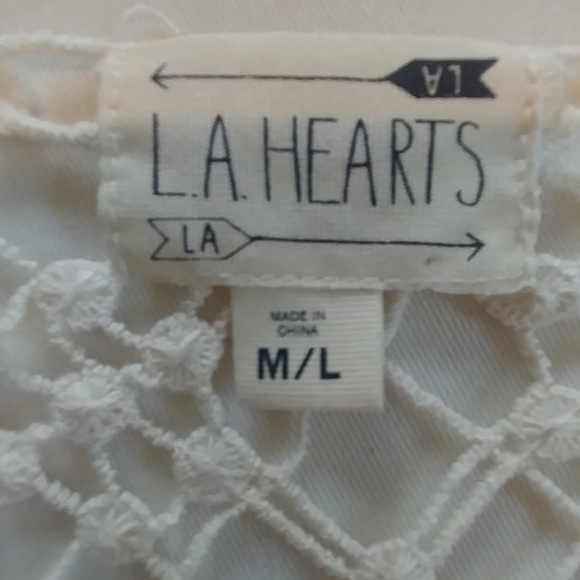 LA
L.A. HEARTS
LA
MADE IN
CHINA
M/L